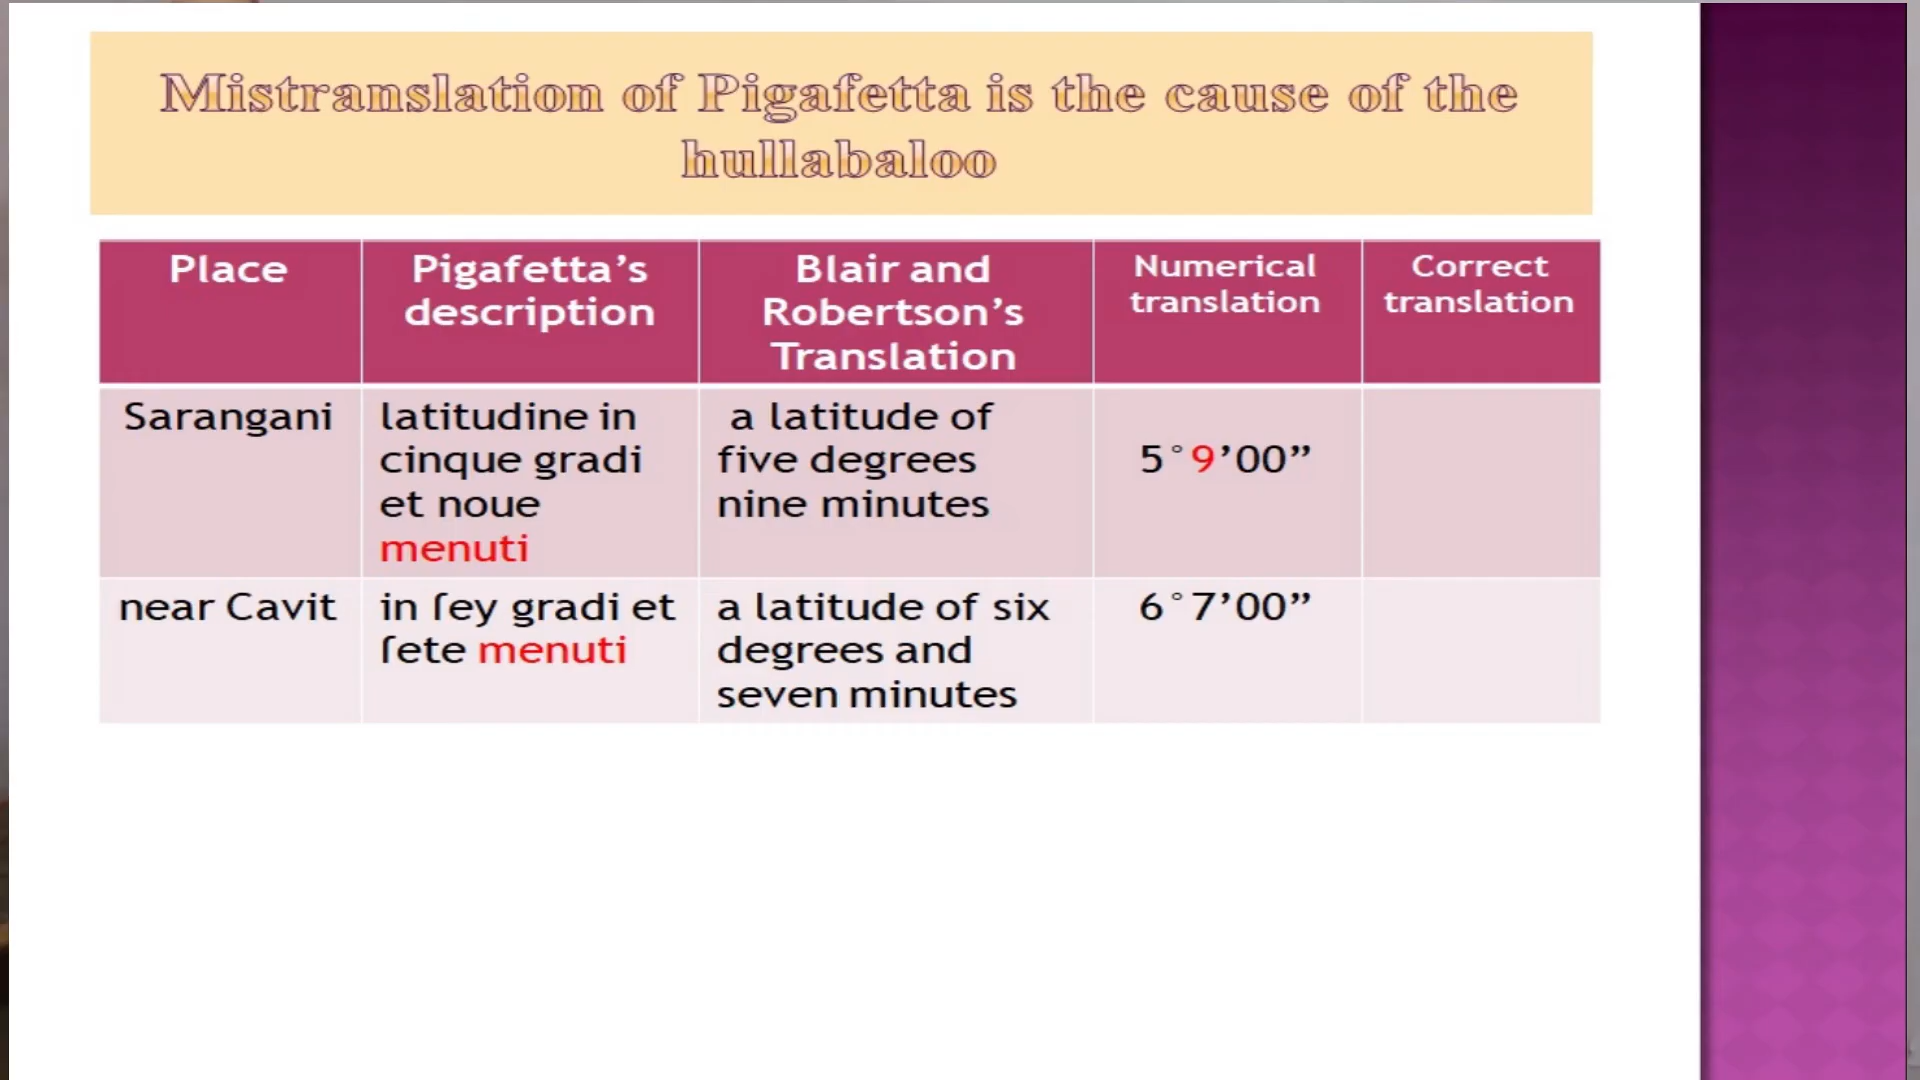 Mistranslation of Pigafetta is the cause of the
hullabaloo
Place
Pigafetta’s
description
Blair and
Robertson’s
Translation
Numerical
translation
Correct
translation
Sarangani
latitudine in
cinque gradi
et noue
menuti
a latitude of
five degrees
nine minutes
5°9’00”
near Cavit
in ſey gradi et
ſete menuti
a latitude of six
degrees and
seven minutes
6°7’00”